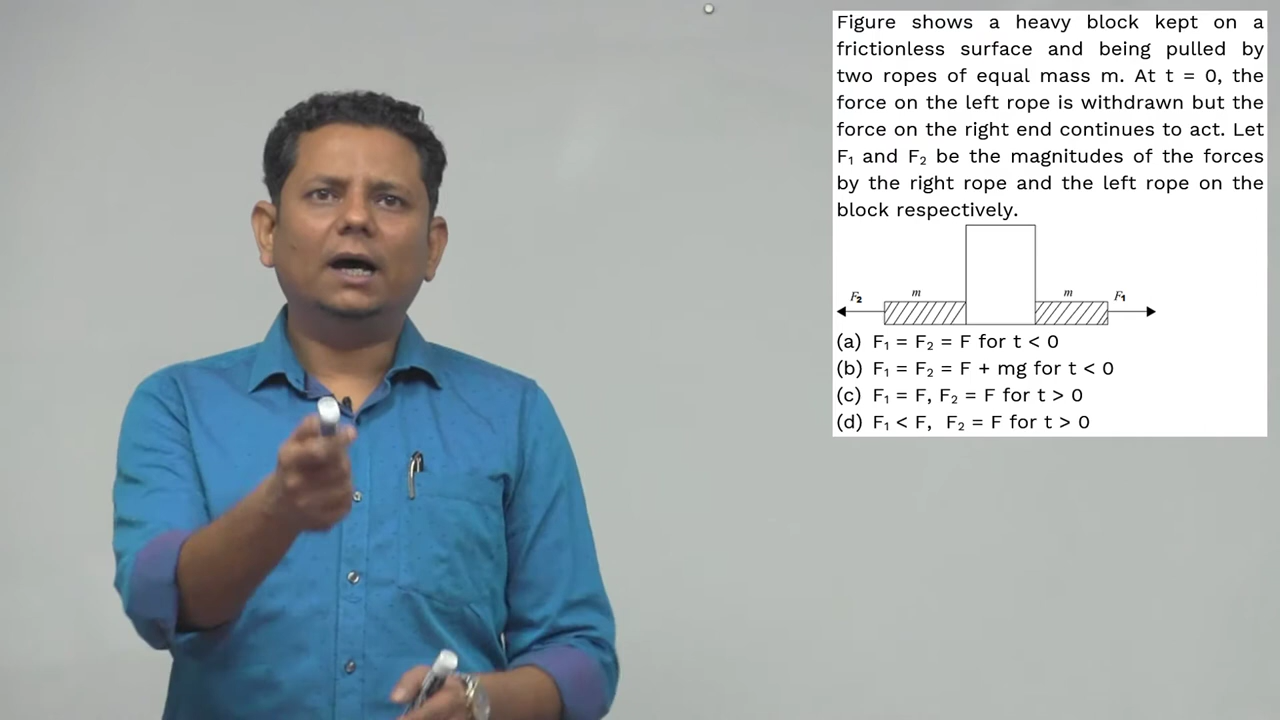 Figure shows a heavy block kept on a
frictionless surface and being pulled by
two ropes of equal mass m. At t = 0, the
force on the left rope is withdrawn but the
force on the right end continues to act. Let
F₁ and F₂ be the magnitudes of the forces
by the right rope and the left rope on the
block respectively.
F₂ m m F₁
(a) F₁ = F₂ = F for t < 0
(b) F₁ = F₂ = F + mg for t < 0
(c) F₁ = F, F₂ = F for t > 0
(d) F₁ < F, F₂ = F for t > 0